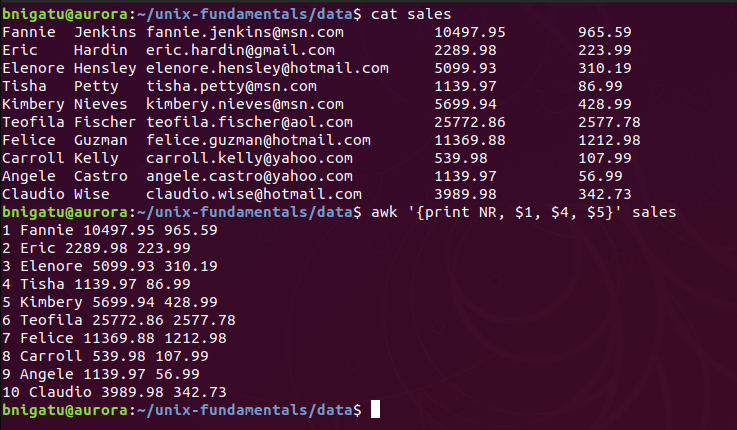 bnigatu@aurora:~/unix-fundamentals/data$ cat sales
Fannie  Jenkins fannie.jenkins@msn.com          10497.95        965.59
Eric    Hardin  eric.hardin@gmail.com           2289.98         223.99
Elenore Hensley elenore.hensley@hotmail.com     5099.93         310.19
Tisha   Petty   tisha.petty@msn.com             1139.97         86.99
Kimbery Nieves  kimbery.nieves@msn.com          5699.94         428.99
Teofila Fischer teofila.fischer@aol.com         25772.86        2577.78
Felice  Guzman  felice.guzman@hotmail.com       11369.88        1212.98
Carroll Kelly   carroll.kelly@yahoo.com         539.98          107.99
Angele  Castro  angele.castro@yahoo.com         1139.97         56.99
Claudio Wise    claudio.wise@hotmail.com        3989.98         342.73
bnigatu@aurora:~/unix-fundamentals/data$ awk '{print NR, $1, $4, $5}' sales
1 Fannie 10497.95 965.59
2 Eric 2289.98 223.99
3 Elenore 5099.93 310.19
4 Tisha 1139.97 86.99
5 Kimbery 5699.94 428.99
6 Teofila 25772.86 2577.78
7 Felice 11369.88 1212.98
8 Carroll 539.98 107.99
9 Angele 1139.97 56.99
10 Claudio 3989.98 342.73
bnigatu@aurora:~/unix-fundamentals/data$